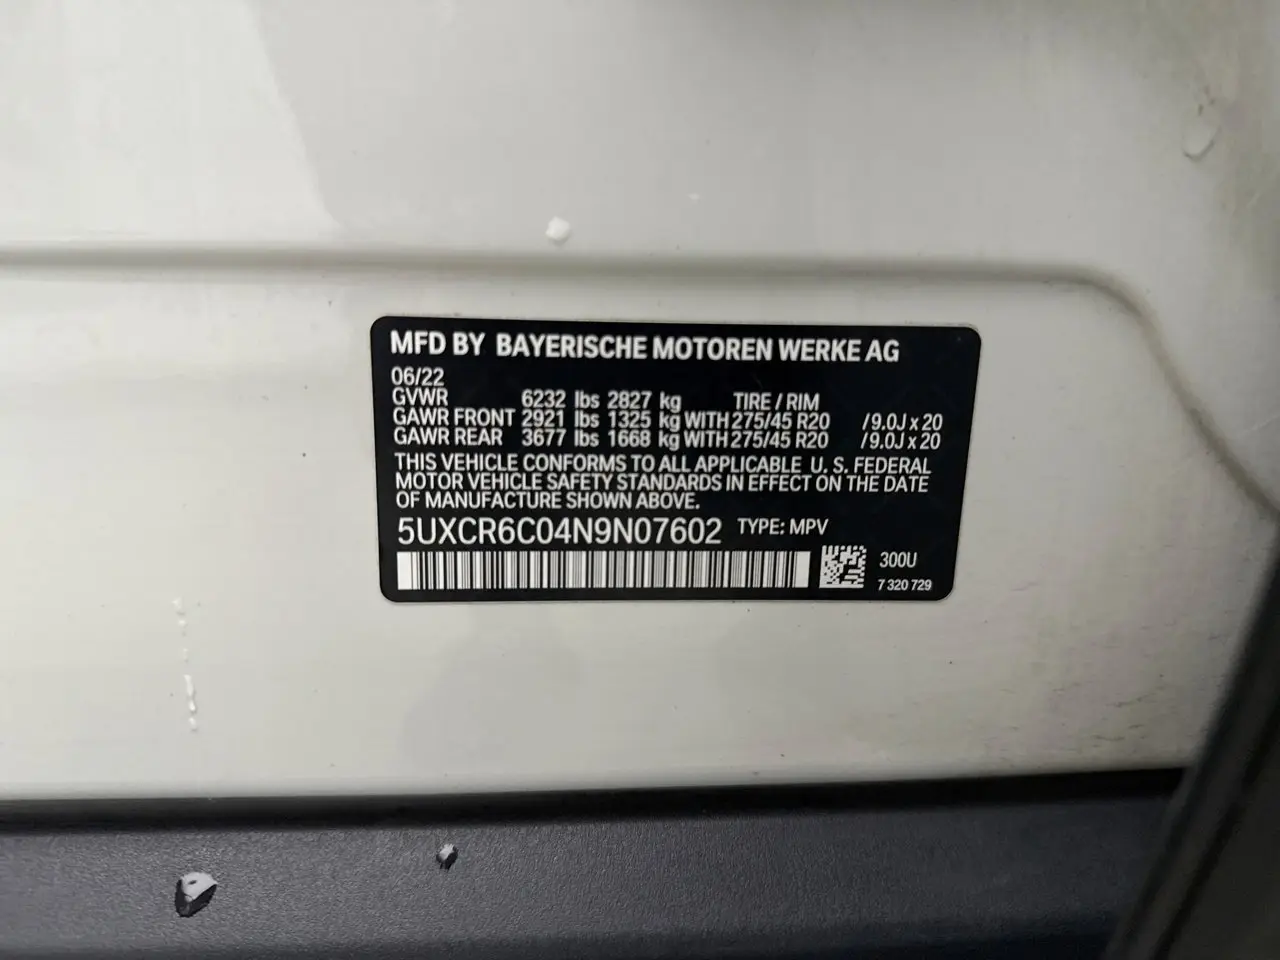 MFD BY BAYERISCHE MOTOREN WERKE AG
06/22
GVWR 6232 lbs 2827 kg TIRE / RIM
GAWR FRONT 2921 lbs 1325 kg WITH 275/45 R20 /9.0J x 20
GAWR REAR 3677 lbs 1668 kg WITH 275/45 R20 /9.0J x 20
THIS VEHICLE CONFORMS TO ALL APPLICABLE U. S. FEDERAL
MOTOR VEHICLE SAFETY STANDARDS IN EFFECT ON THE DATE
OF MANUFACTURE SHOWN ABOVE.
5UXCR6C04N9N07602 TYPE: MPV
300U
7 320 729